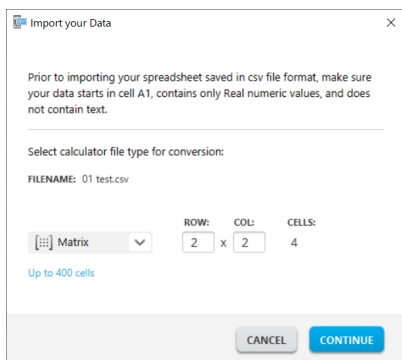 Import your Data
Prior to importing your spreadsheet saved in csv file format, make sure
your data starts in cell A1, contains only Real numeric values, and does
not contain text.
Select calculator file type for conversion:
FILENAME: 01 test.csv
ROW: COL: CELLS:
Matrix 2 x 2 4
Up to 400 cells
CANCEL CONTINUE